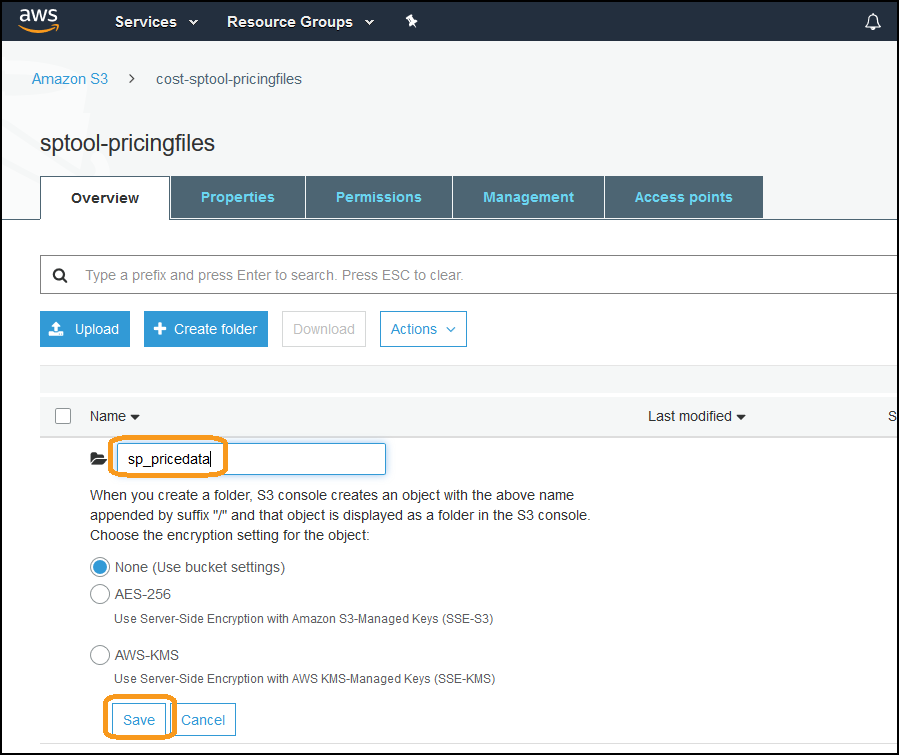 aws Services Resource Groups
Amazon S3 > cost-sptool-pricingfiles
sptool-pricingfiles
Overview Properties Permissions Management Access points
Type a prefix and press Enter to search. Press ESC to clear.
Upload Create folder Download Actions
Name Last modified S
sp_pricedata
When you create a folder, S3 console creates an object with the above name
appended by suffix "/" and that object is displayed as a folder in the S3 console.
Choose the encryption setting for the object:
None (Use bucket settings)
AES-256
Use Server-Side Encryption with Amazon S3-Managed Keys (SSE-S3)
AWS-KMS
Use Server-Side Encryption with AWS KMS-Managed Keys (SSE-KMS)
Save Cancel